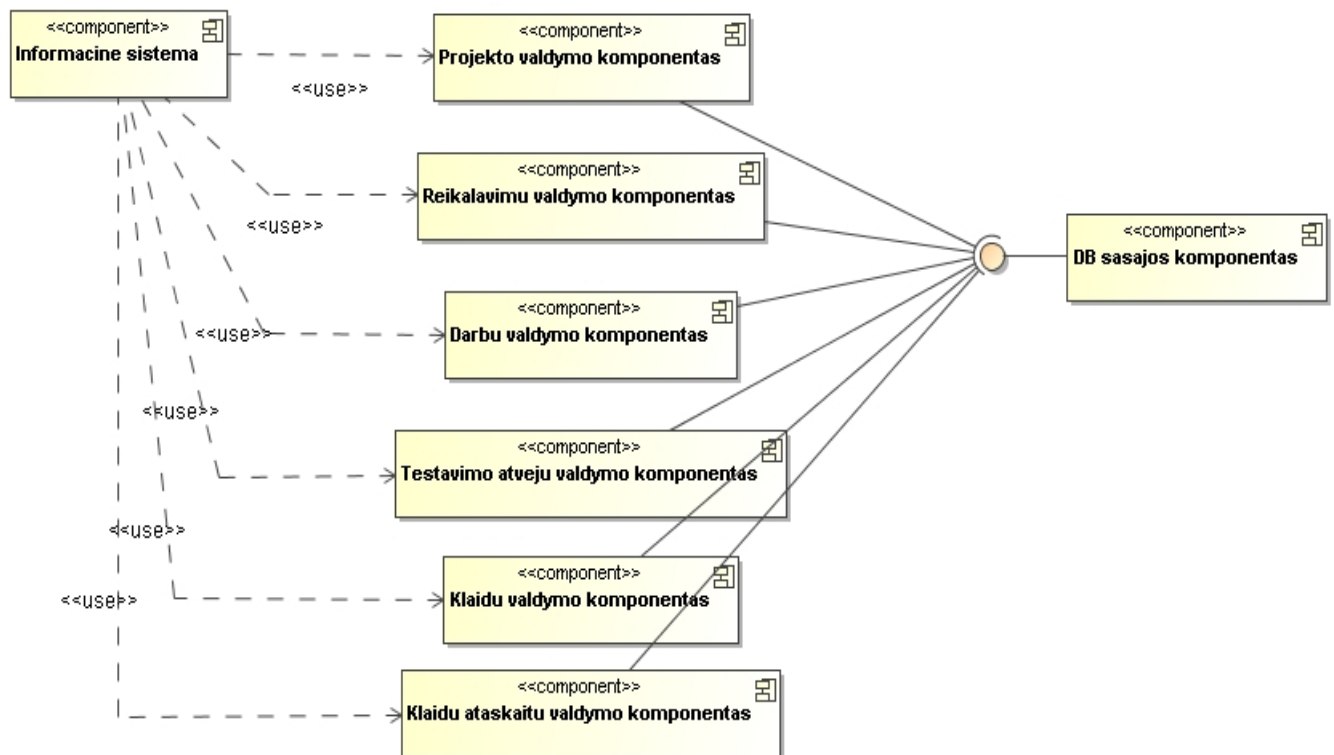 <<component>>
Informacine sistema
<<component>>
Projekto valdymo komponentas
<<use>>
<<component>>
Reikalavimu valdymo komponentas
<<use>>
<<component>>
DB sasajos komponentas
<<component>>
Darbu valdymo komponentas
<<use>>
<<use>>
<<component>>
Testavimo atveju valdymo komponentas
<<use>>
<<component>>
Klaidu valdymo komponentas
<<use>>
<<component>>
Klaidu ataskaitu valdymo komponentas